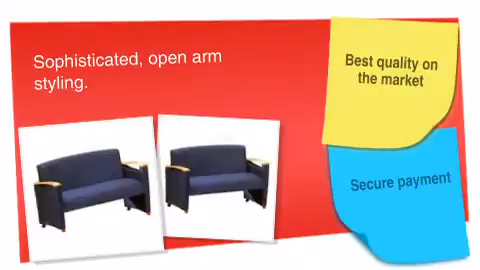 Sophisticated, open arm
styling.
Best quality on
the market
Secure payment